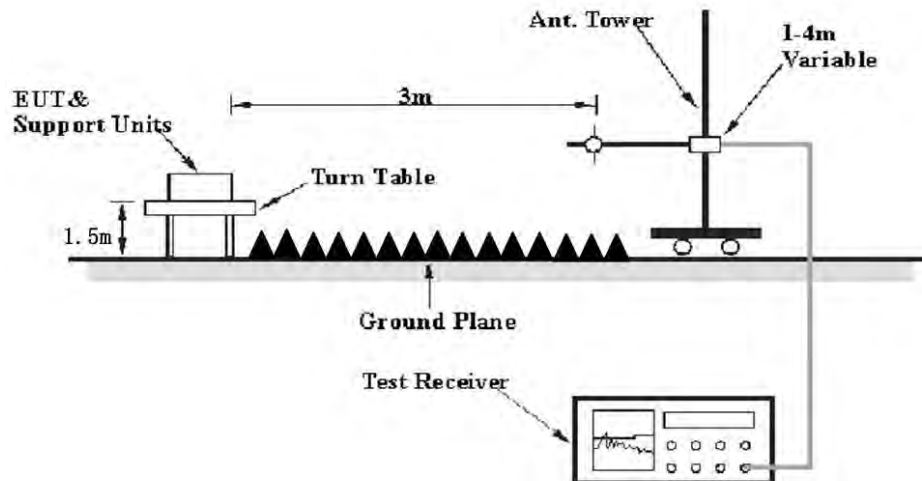 Ant. Tower
1-4m
Variable
EUT&
Support Units
3m
Turn Table
1.5m
Ground Plane
Test Receiver